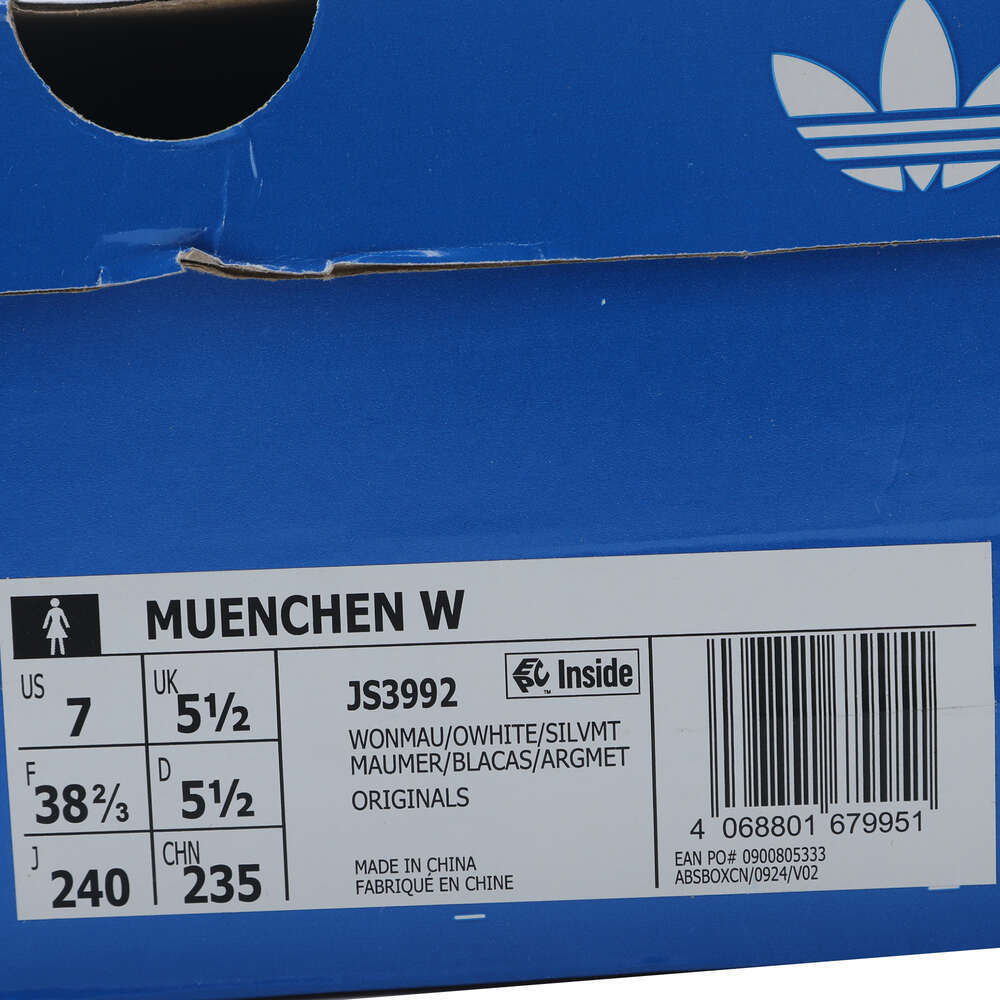 MUENCHEN W
US 7
UK 5½
F 38⅔
D 5½
J 240
CHN 235
JS3992
EPC™ Inside
WONMAU/OWHITE/SILVMT
MAUMER/BLACAS/ARGMET
ORIGINALS
MADE IN CHINA
FABRIQUÉ EN CHINE
4 068801 679951
EAN PO# 0900805333
ABSBOXCN/0924/V02